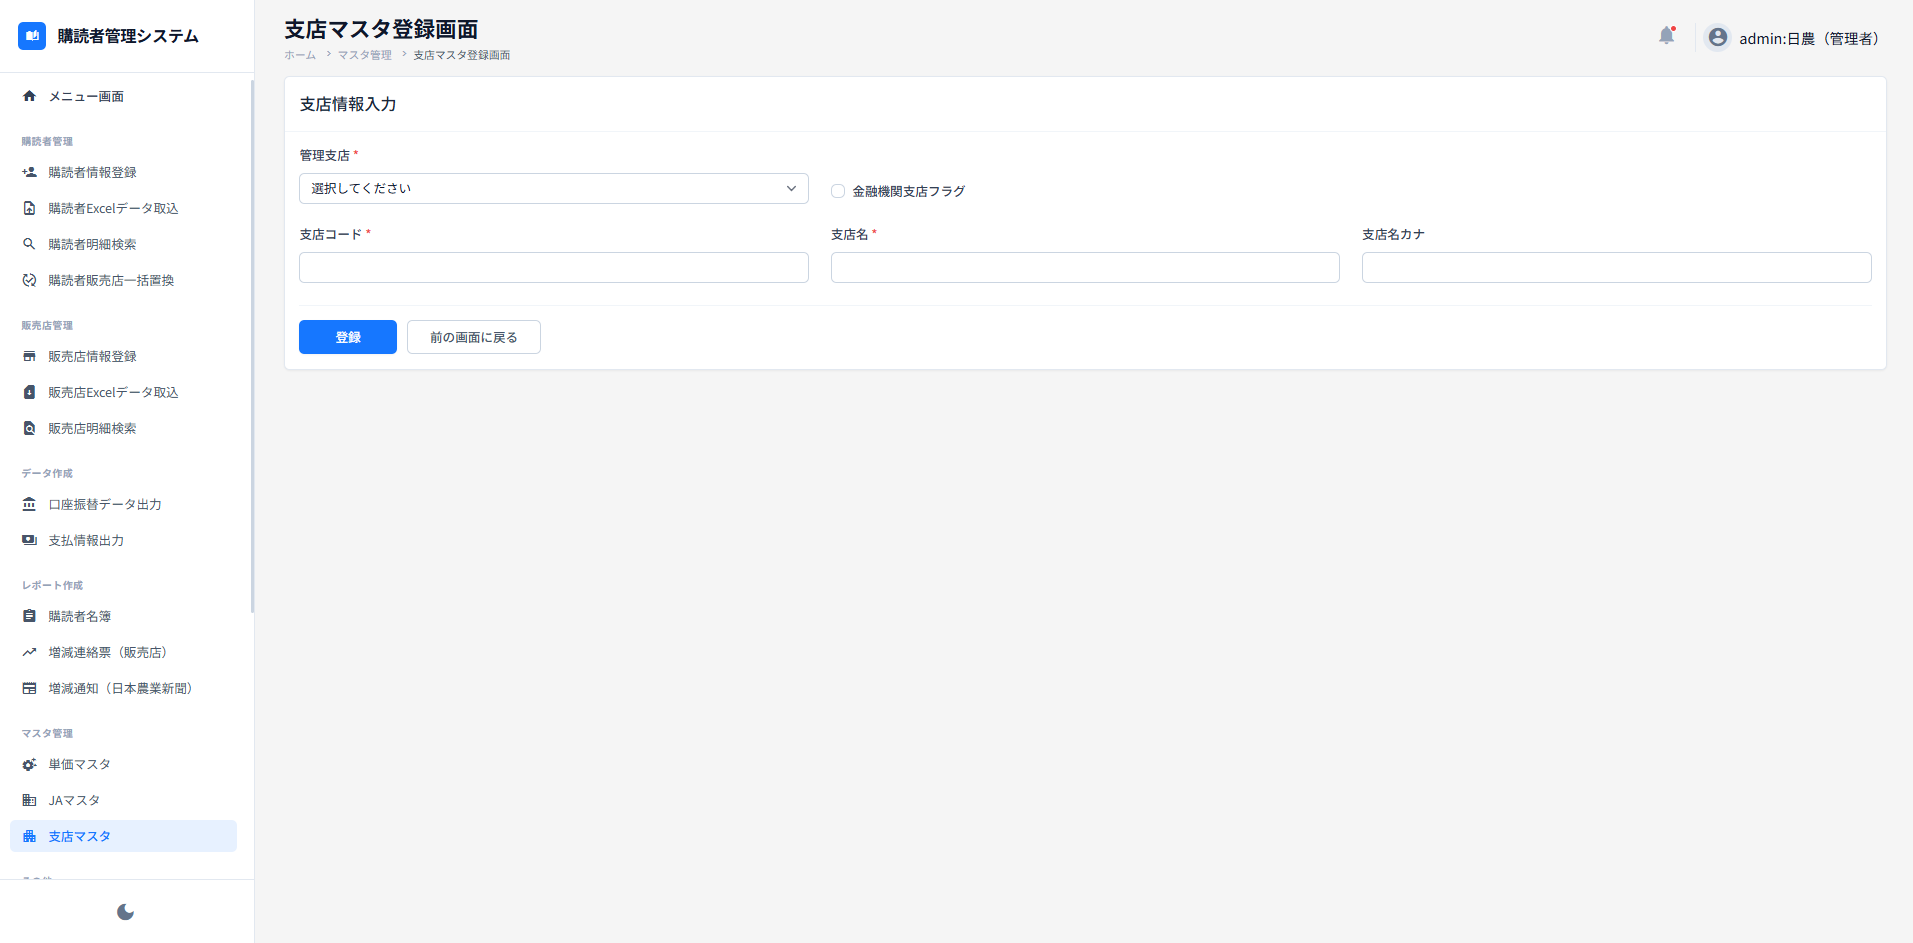 購読者管理システム
メニュー画面
購読者管理
購読者情報登録
購読者Excelデータ取込
購読者明細検索
購読者販売店一括置換
販売店管理
販売店情報登録
販売店Excelデータ取込
販売店明細検索
データ作成
口座振替データ出力
支払情報出力
レポート作成
購読者名簿
増減連絡票（販売店）
増減通知（日本農業新聞）
マスタ管理
単価マスタ
JAマスタ
支店マスタ
支店マスタ登録画面
ホーム > マスタ管理 > 支店マスタ登録画面
admin:日農（管理者）
支店情報入力
管理支店 *
選択してください
金融機関支店フラグ
支店コード *
支店名 *
支店名カナ
登録
前の画面に戻る